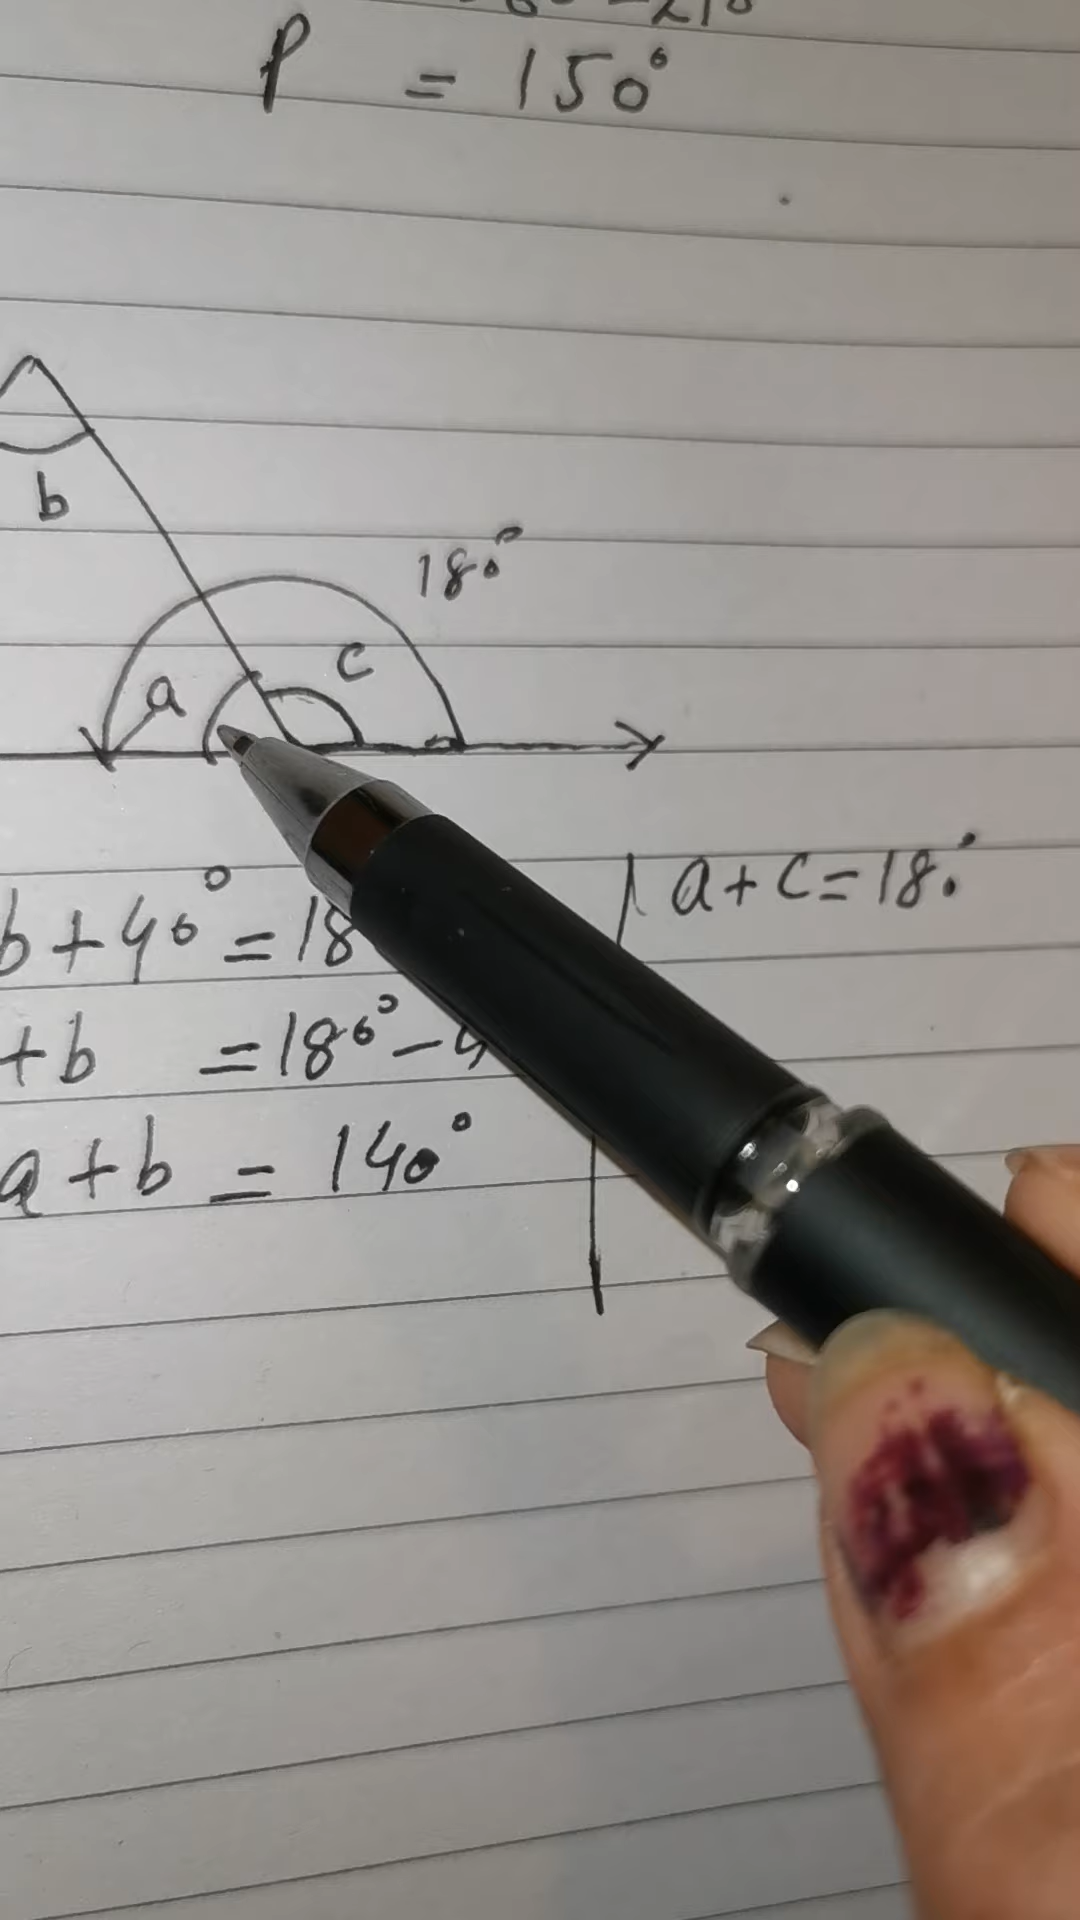 P = 150°
b
180°
c
a
b + 40° = 18
a + c = 180°
+ b = 180° - 4
a + b = 140°